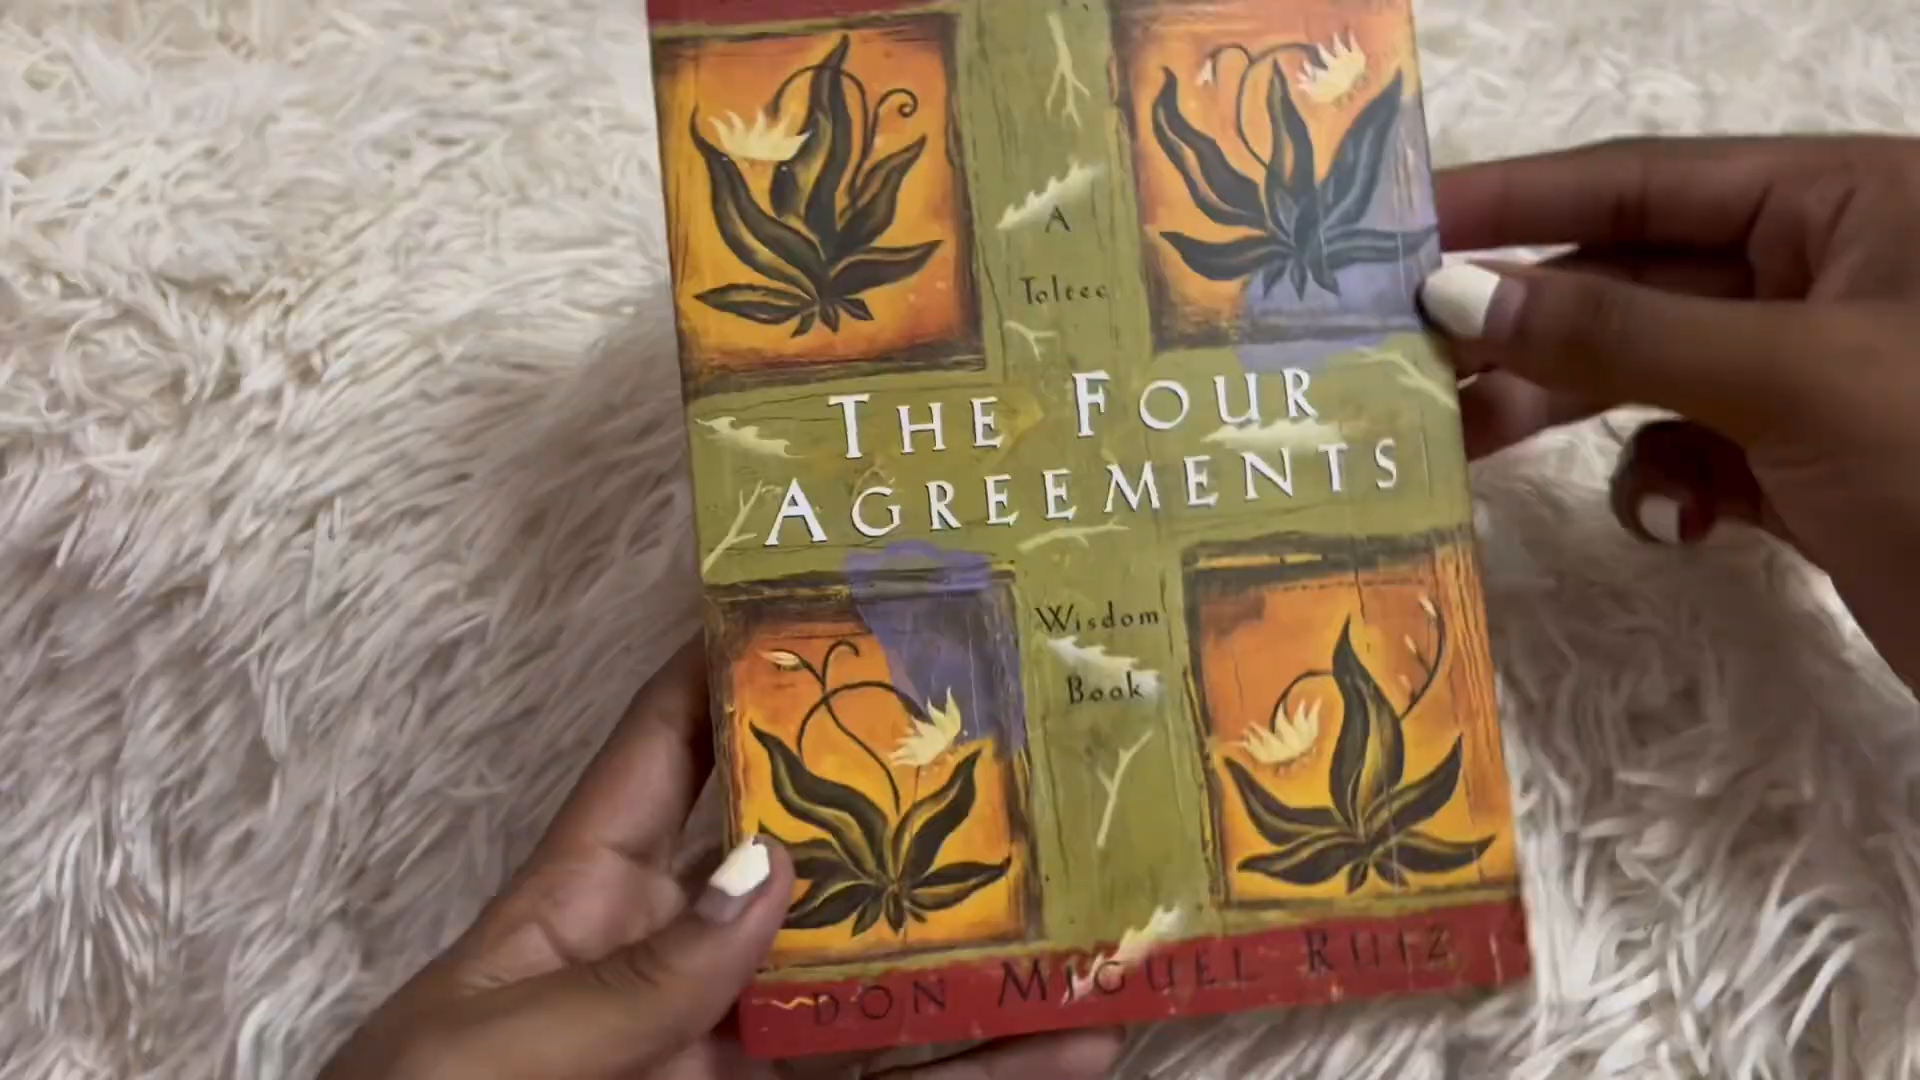 A
Toltec
THE FOUR
AGREEMENTS
Wisdom
Book
DON MIGUEL RUIZ